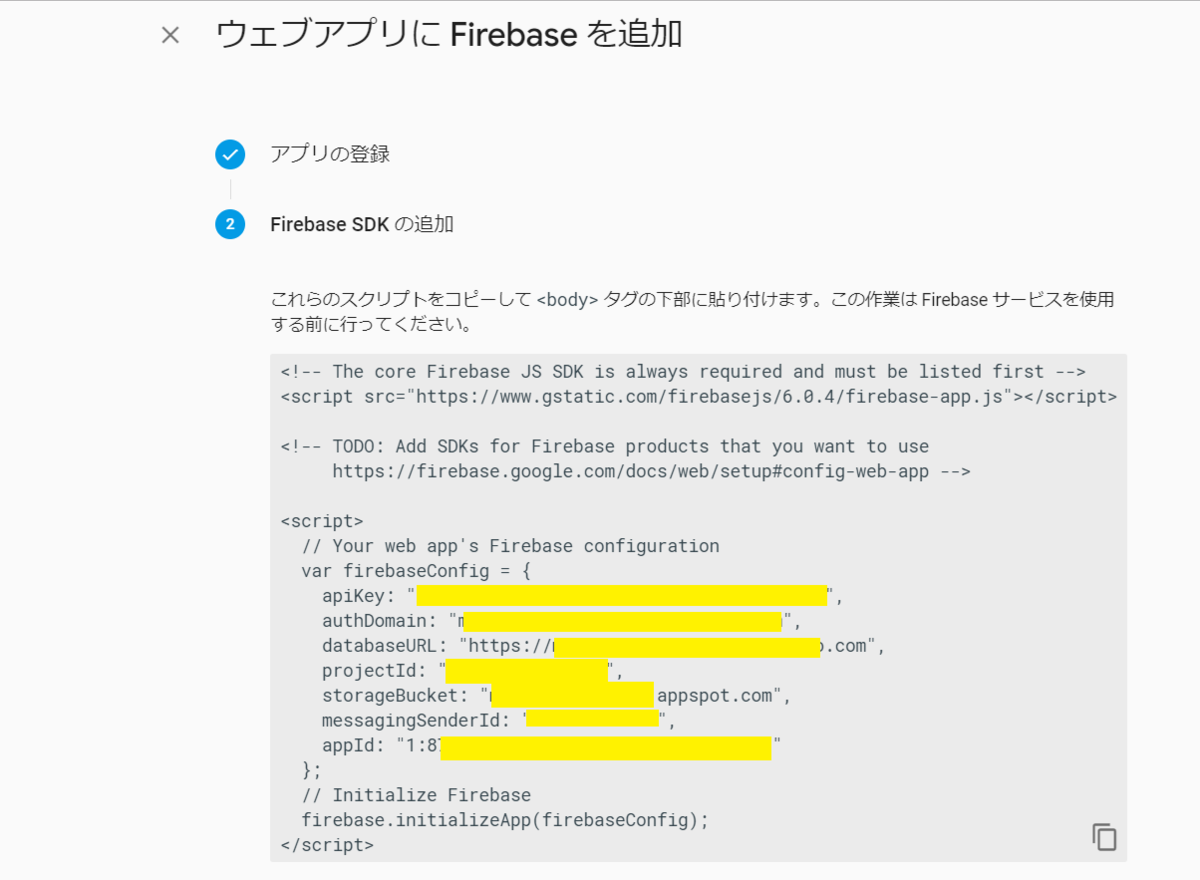 ウェブアプリに Firebase を追加
アプリの登録
2
Firebase SDK の追加
これらのスクリプトをコピーして <body> タグの下部に貼り付けます。この作業は Firebase サービスを使用
する前に行ってください。
<!-- The core Firebase JS SDK is always required and must be listed first -->
<script src="https://www.gstatic.com/firebasejs/6.0.4/firebase-app.js"></script>
<!-- TODO: Add SDKs for Firebase products that you want to use
https://firebase.google.com/docs/web/setup#config-web-app -->
<script>
// Your web app's Firebase configuration
var firebaseConfig = {
apiKey: "",
authDomain: "",
databaseURL: "https://.com",
projectId: "",
storageBucket: "appspot.com",
messagingSenderId: "",
appId: "1:8"
};
// Initialize Firebase
firebase.initializeApp(firebaseConfig);
</script>